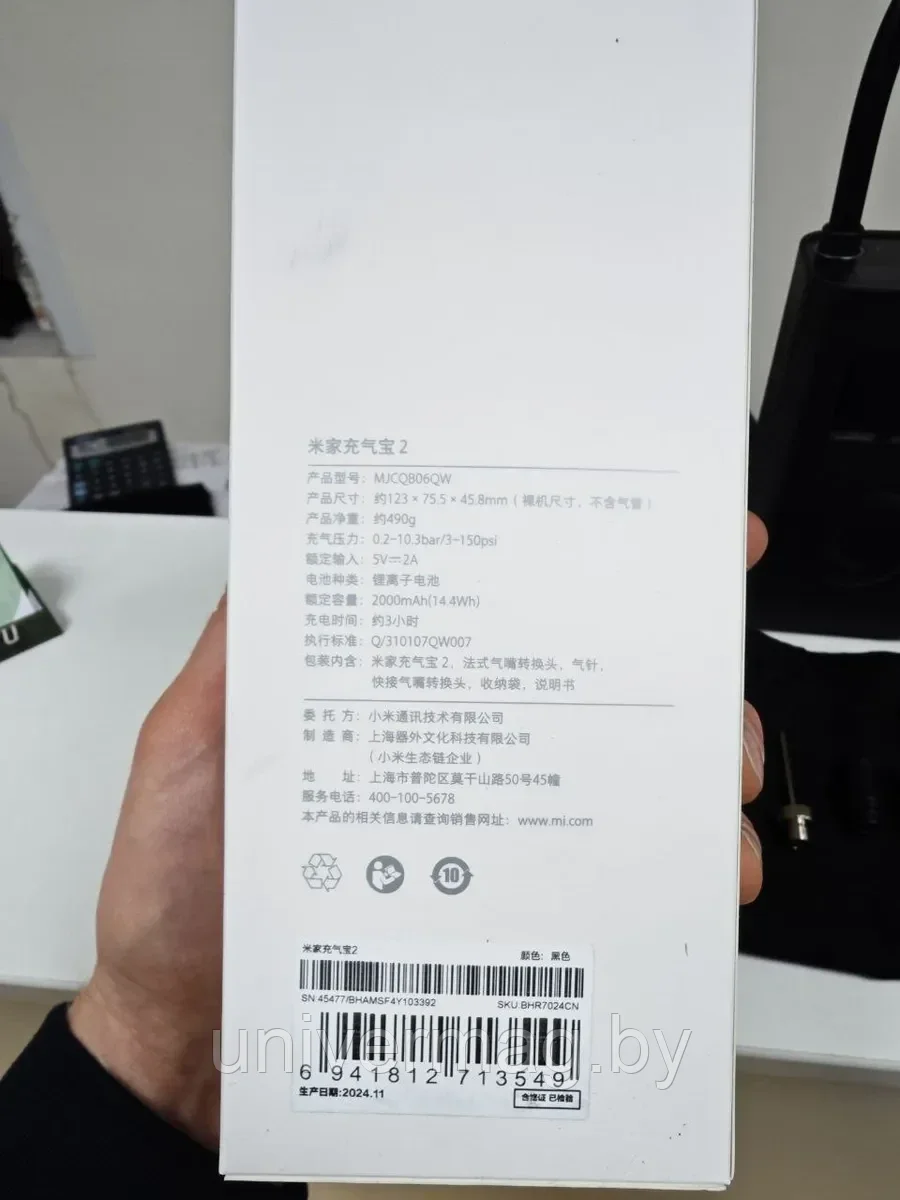 米家充气宝 2
产品型号：MJCQB06QW
产品尺寸：约123 × 75.5 × 45.8mm（ 裸机尺寸，不含气管 ）
产品净重：约490g
充气压力：0.2-10.3bar/3-150psi
额定输入：5V⎓2A
电池种类：锂离子电池
额定容量：2000mAh(14.4Wh)
充电时间：约3小时
执行标准：Q/310107QW007
包装内含：米家充气宝 2，法式气嘴转换头，气针，
快接气嘴转换头，收纳袋，说明书
委 托 方：小米通讯技术有限公司
制 造 商：上海器外文化科技有限公司
（小米生态链企业）
地 址：上海市普陀区莫干山路50号45幢
服务电话：400-100-5678
本产品的相关信息请查询销售网址：www.mi.com
10
米家充气宝2 颜色：黑色
SN:45477/BHAMSF4Y103392 SKU:BHR7024CN
univermag.by
6 941812 713549
生产日期:2024.11 合格证 已检验
U